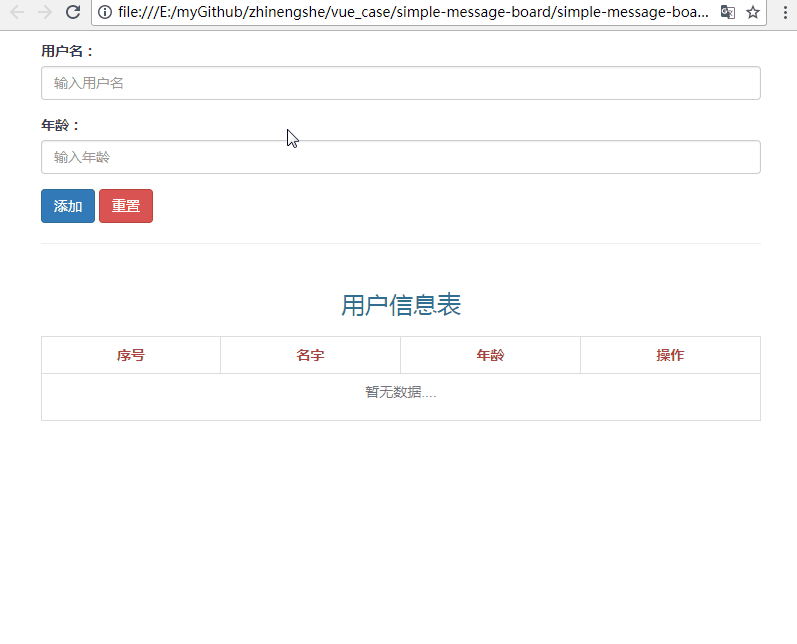 file:///E:/myGithub/zhinengshe/vue_case/simple-message-board/simple-message-boa...
用户名：
输入用户名
年龄：
输入年龄
添加 重置
用户信息表
序号 名字 年龄 操作
暂无数据....